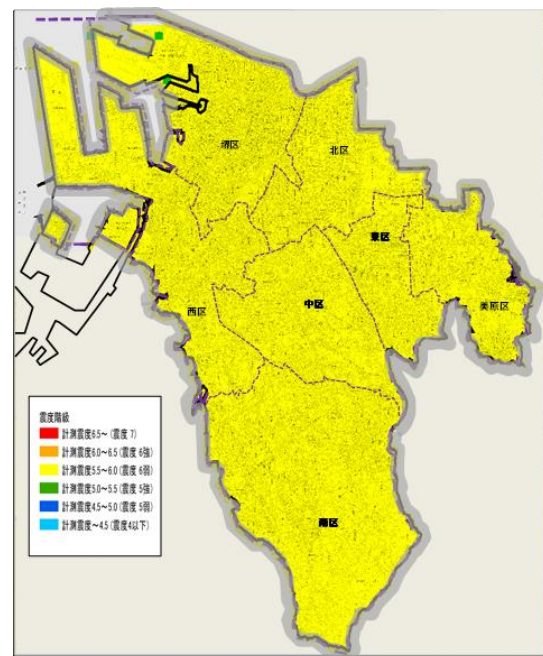 堺区
北区
東区
美原区
中区
西区
南区
震度階級
計測震度6.5～(震度 7)
計測震度6.0～6.5(震度 6強)
計測震度5.5～6.0(震度 6弱)
計測震度5.0～5.5(震度 5強)
計測震度4.5～5.0(震度 5弱)
計測震度～4.5(震度4以下)